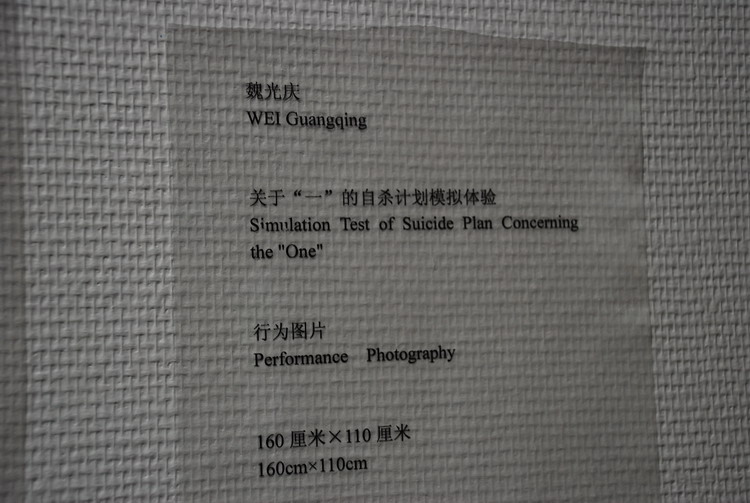 魏光庆
WEI Guangqing
关于“一”的自杀计划模拟体验
Simulation Test of Suicide Plan Concerning
the "One"
行为图片
Performance Photography
160 厘米×110 厘米
160cm×110cm